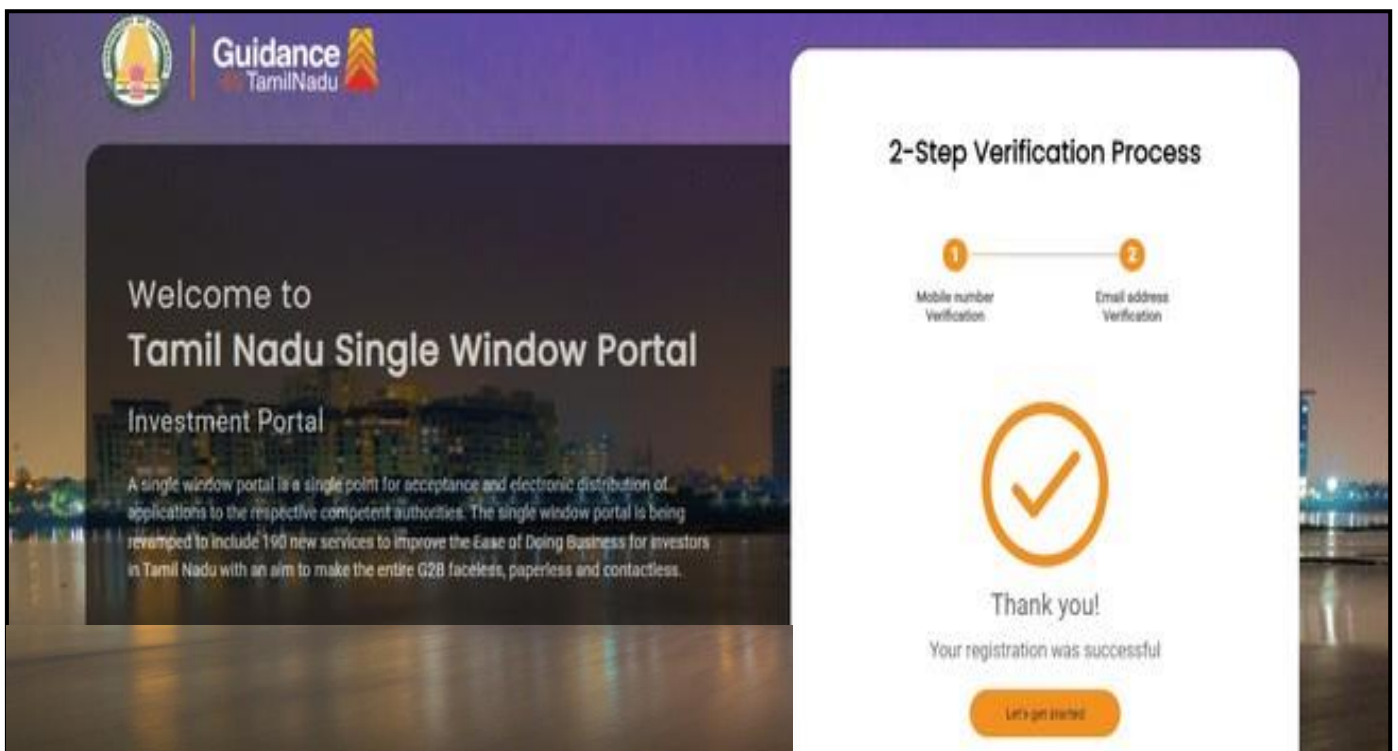 Guidance
TamilNadu
Welcome to
Tamil Nadu Single Window Portal
Investment Portal
A single window portal is a single point for acceptance and electronic distribution of
applications to the respective competent authorities. The single window portal is being
revamped to include 190 new services to improve the Ease of Doing Business for investors
in Tamil Nadu with an aim to make the entire G2B faceless, paperless and contactless.
2-Step Verification Process
1
2
Mobile number
Verification
Email address
Verification
Thank you!
Your registration was successful
Let's get started